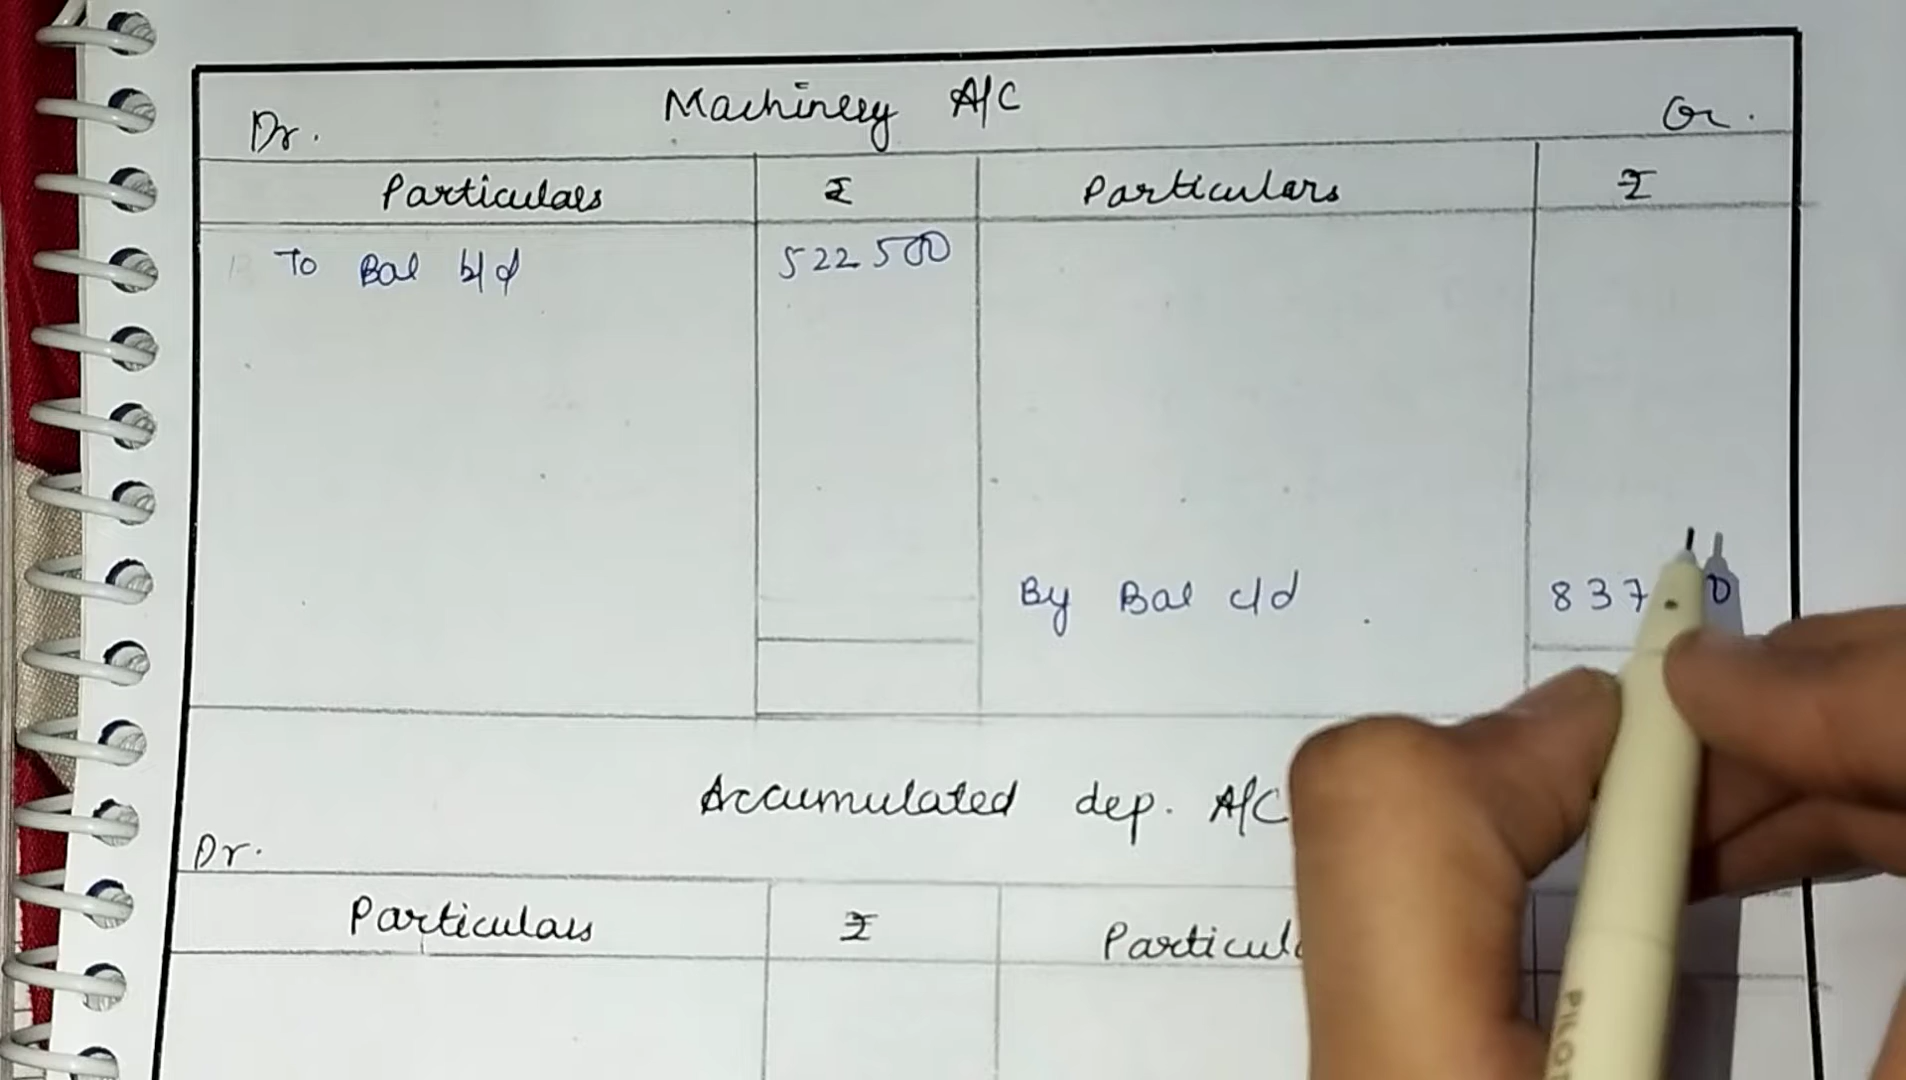 Machinery A/C
Dr. Cr.
Particulars ₹ Particulars ₹
To Bal b/d 522500
By Bal c/d
Accumulated dep. A/C
Dr.
Particulars ₹